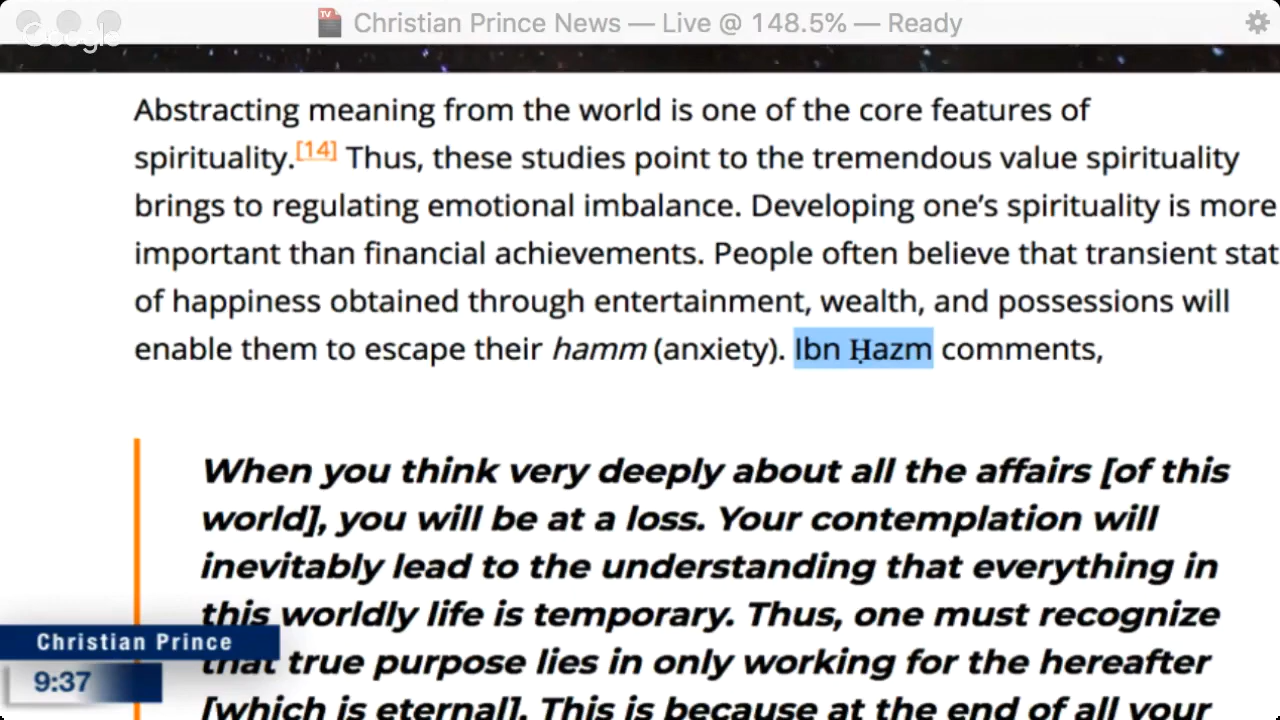 Christian Prince News — Live @ 148.5% — Ready
Google
Abstracting meaning from the world is one of the core features of
spirituality.[14] Thus, these studies point to the tremendous value spirituality
brings to regulating emotional imbalance. Developing one’s spirituality is more
important than financial achievements. People often believe that transient stat
of happiness obtained through entertainment, wealth, and possessions will
enable them to escape their hamm (anxiety). Ibn Ḥazm comments,
When you think very deeply about all the affairs [of this
world], you will be at a loss. Your contemplation will
inevitably lead to the understanding that everything in
this worldly life is temporary. Thus, one must recognize
that true purpose lies in only working for the hereafter
[which is eternal]. This is because at the end of all your
Christian Prince
9:37